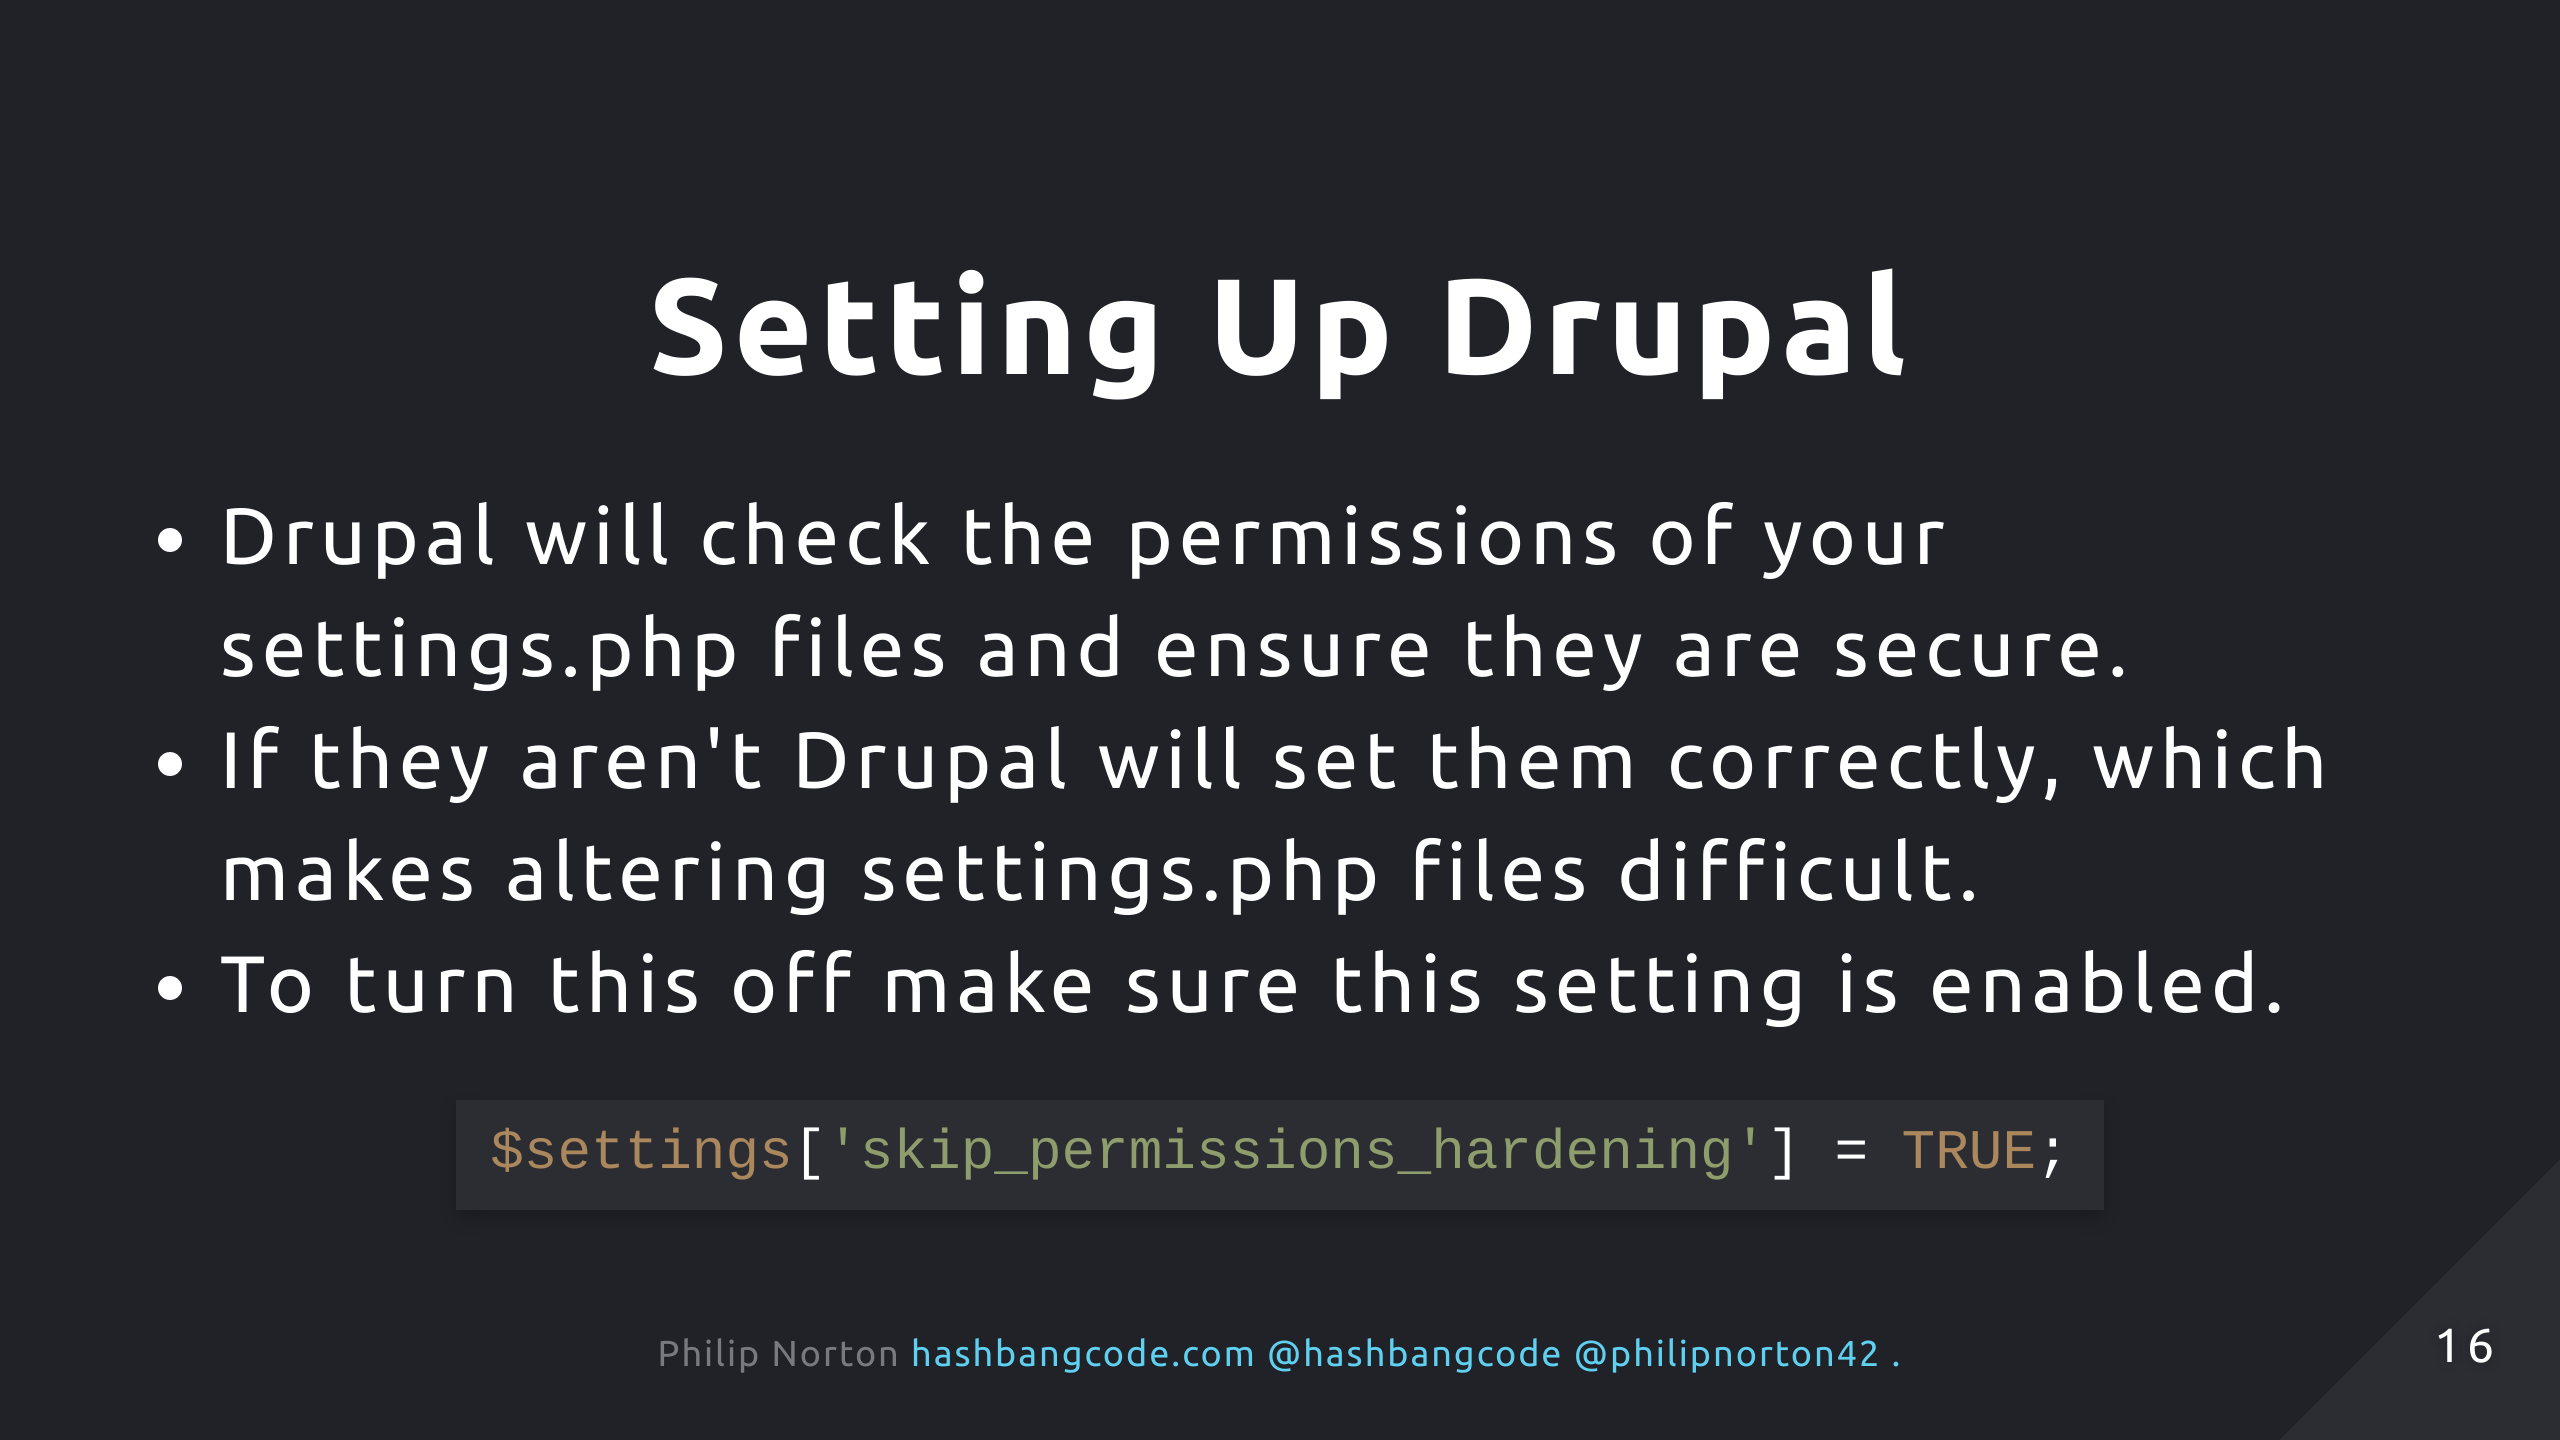 Setting Up Drupal
• Drupal will check the permissions of your
settings.php files and ensure they are secure.
• If they aren't Drupal will set them correctly, which
makes altering settings.php files difficult.
• To turn this off make sure this setting is enabled.
$settings['skip_permissions_hardening'] = TRUE;
Philip Norton hashbangcode.com @hashbangcode @philipnorton42 .
16